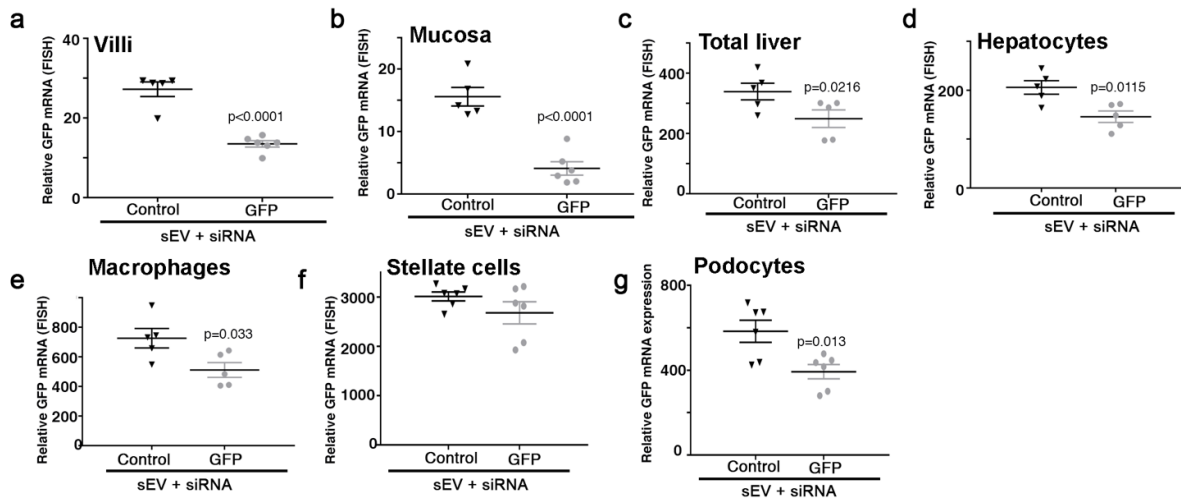 a
Villi
Relative GFP mRNA (FISH)
40
30
20
10
0
p<0.0001
Control GFP
sEV + siRNA
b
Mucosa
Relative GFP mRNA (FISH)
20
15
10
5
0
p<0.0001
Control GFP
sEV + siRNA
c
Total liver
Relative GFP mRNA (FISH)
600
400
200
0
p=0.0216
Control GFP
sEV + siRNA
d
Hepatocytes
Relative GFP mRNA (FISH)
200
0
p=0.0115
Control GFP
sEV + siRNA
e
Macrophages
Relative GFP mRNA (FISH)
800
600
400
200
0
p=0.033
Control GFP
sEV + siRNA
f
Stellate cells
Relative GFP mRNA (FISH)
3000
2000
1000
0
Control GFP
sEV + siRNA
g
Podocytes
Relative GFP mRNA expression
800
400
0
p=0.013
Control GFP
sEV + siRNA